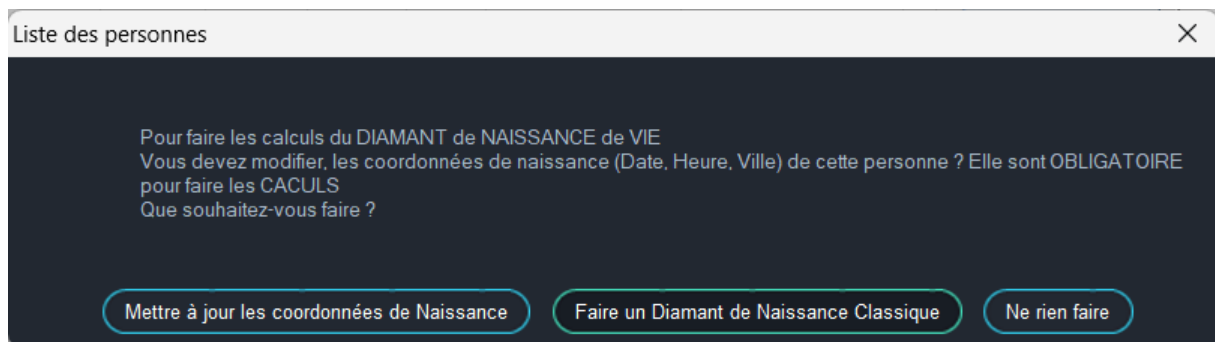 Liste des personnes
Pour faire les calculs du DIAMANT de NAISSANCE de VIE
Vous devez modifier, les coordonnées de naissance (Date, Heure, Ville) de cette personne ? Elle sont OBLIGATOIRE
pour faire les CACULS
Que souhaitez-vous faire ?
Mettre à jour les coordonnées de Naissance
Faire un Diamant de Naissance Classique
Ne rien faire